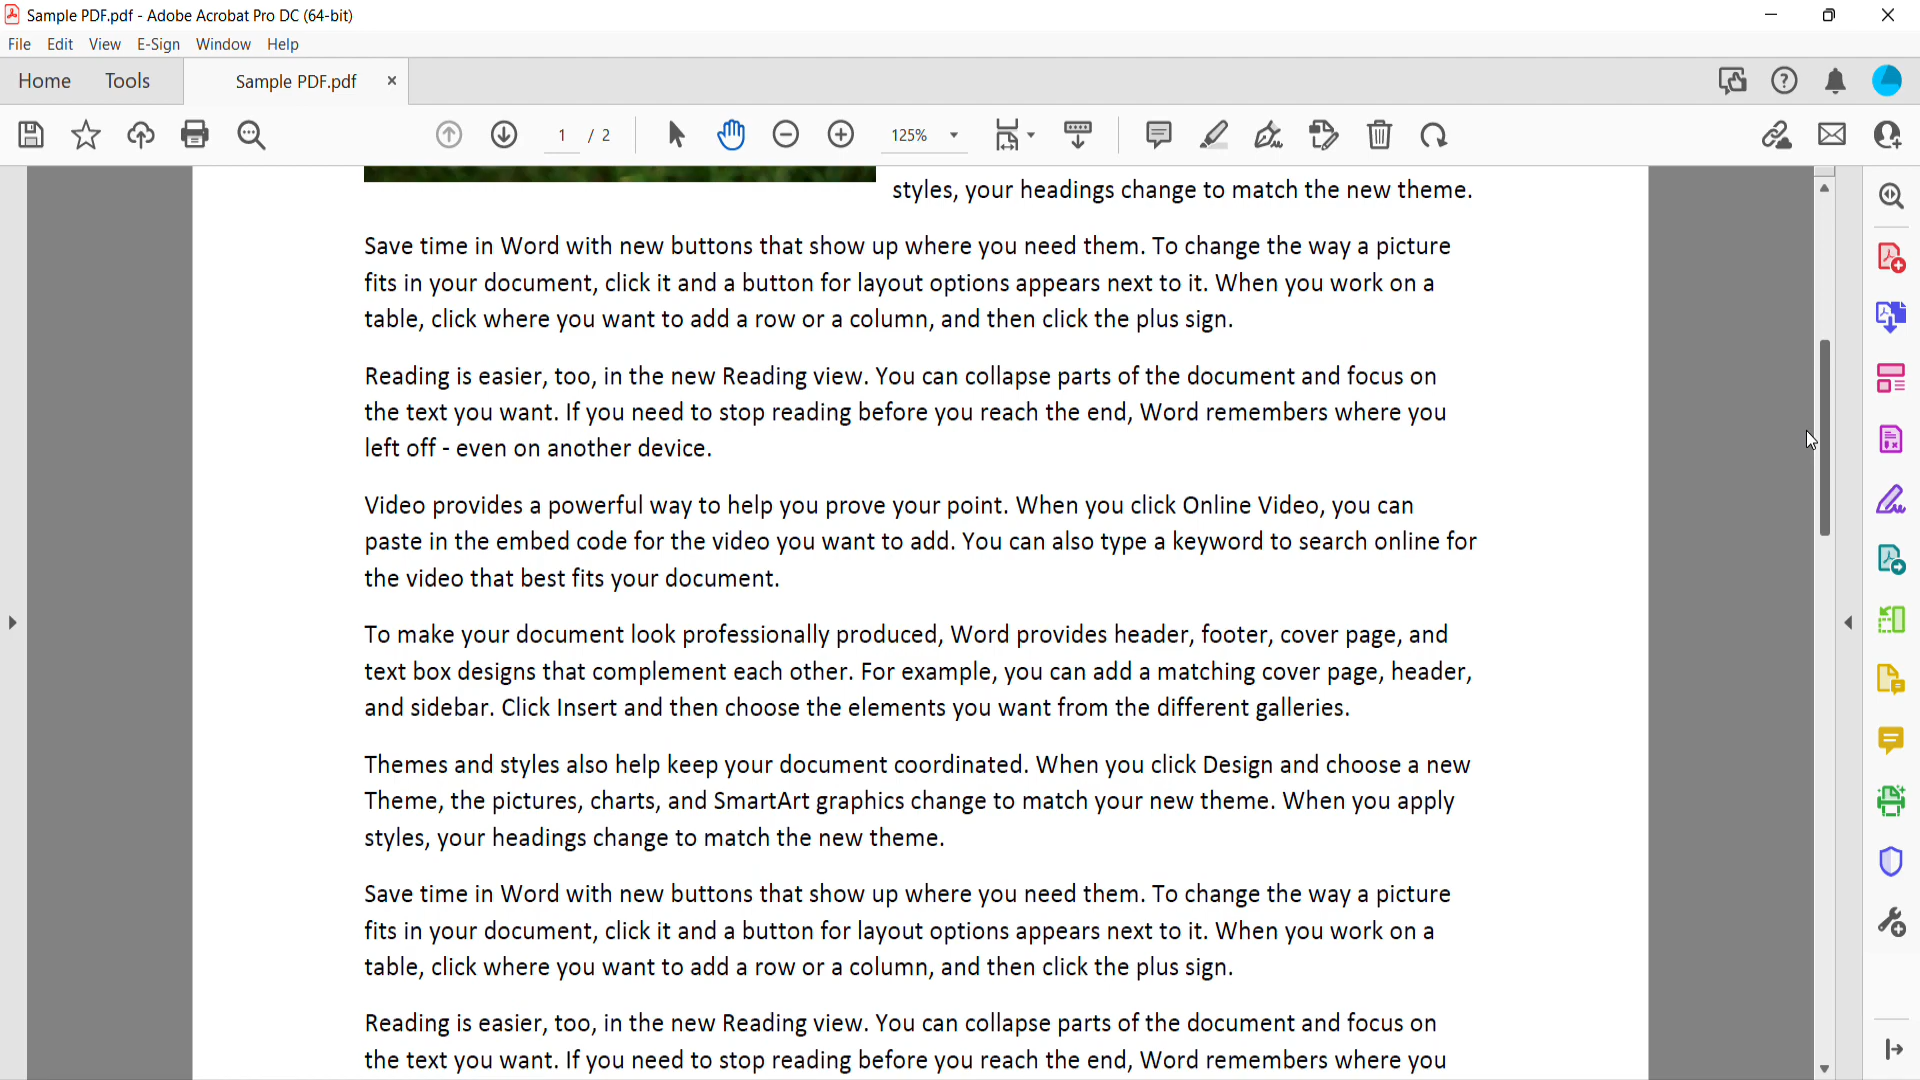 Sample PDF.pdf - Adobe Acrobat Pro DC (64-bit)
File Edit View E-Sign Window Help
Home Tools Sample PDF.pdf
1 / 2 125%
styles, your headings change to match the new theme.
Save time in Word with new buttons that show up where you need them. To change the way a picture
fits in your document, click it and a button for layout options appears next to it. When you work on a
table, click where you want to add a row or a column, and then click the plus sign.
Reading is easier, too, in the new Reading view. You can collapse parts of the document and focus on
the text you want. If you need to stop reading before you reach the end, Word remembers where you
left off - even on another device.
Video provides a powerful way to help you prove your point. When you click Online Video, you can
paste in the embed code for the video you want to add. You can also type a keyword to search online for
the video that best fits your document.
To make your document look professionally produced, Word provides header, footer, cover page, and
text box designs that complement each other. For example, you can add a matching cover page, header,
and sidebar. Click Insert and then choose the elements you want from the different galleries.
Themes and styles also help keep your document coordinated. When you click Design and choose a new
Theme, the pictures, charts, and SmartArt graphics change to match your new theme. When you apply
styles, your headings change to match the new theme.
Save time in Word with new buttons that show up where you need them. To change the way a picture
fits in your document, click it and a button for layout options appears next to it. When you work on a
table, click where you want to add a row or a column, and then click the plus sign.
Reading is easier, too, in the new Reading view. You can collapse parts of the document and focus on
the text you want. If you need to stop reading before you reach the end, Word remembers where you